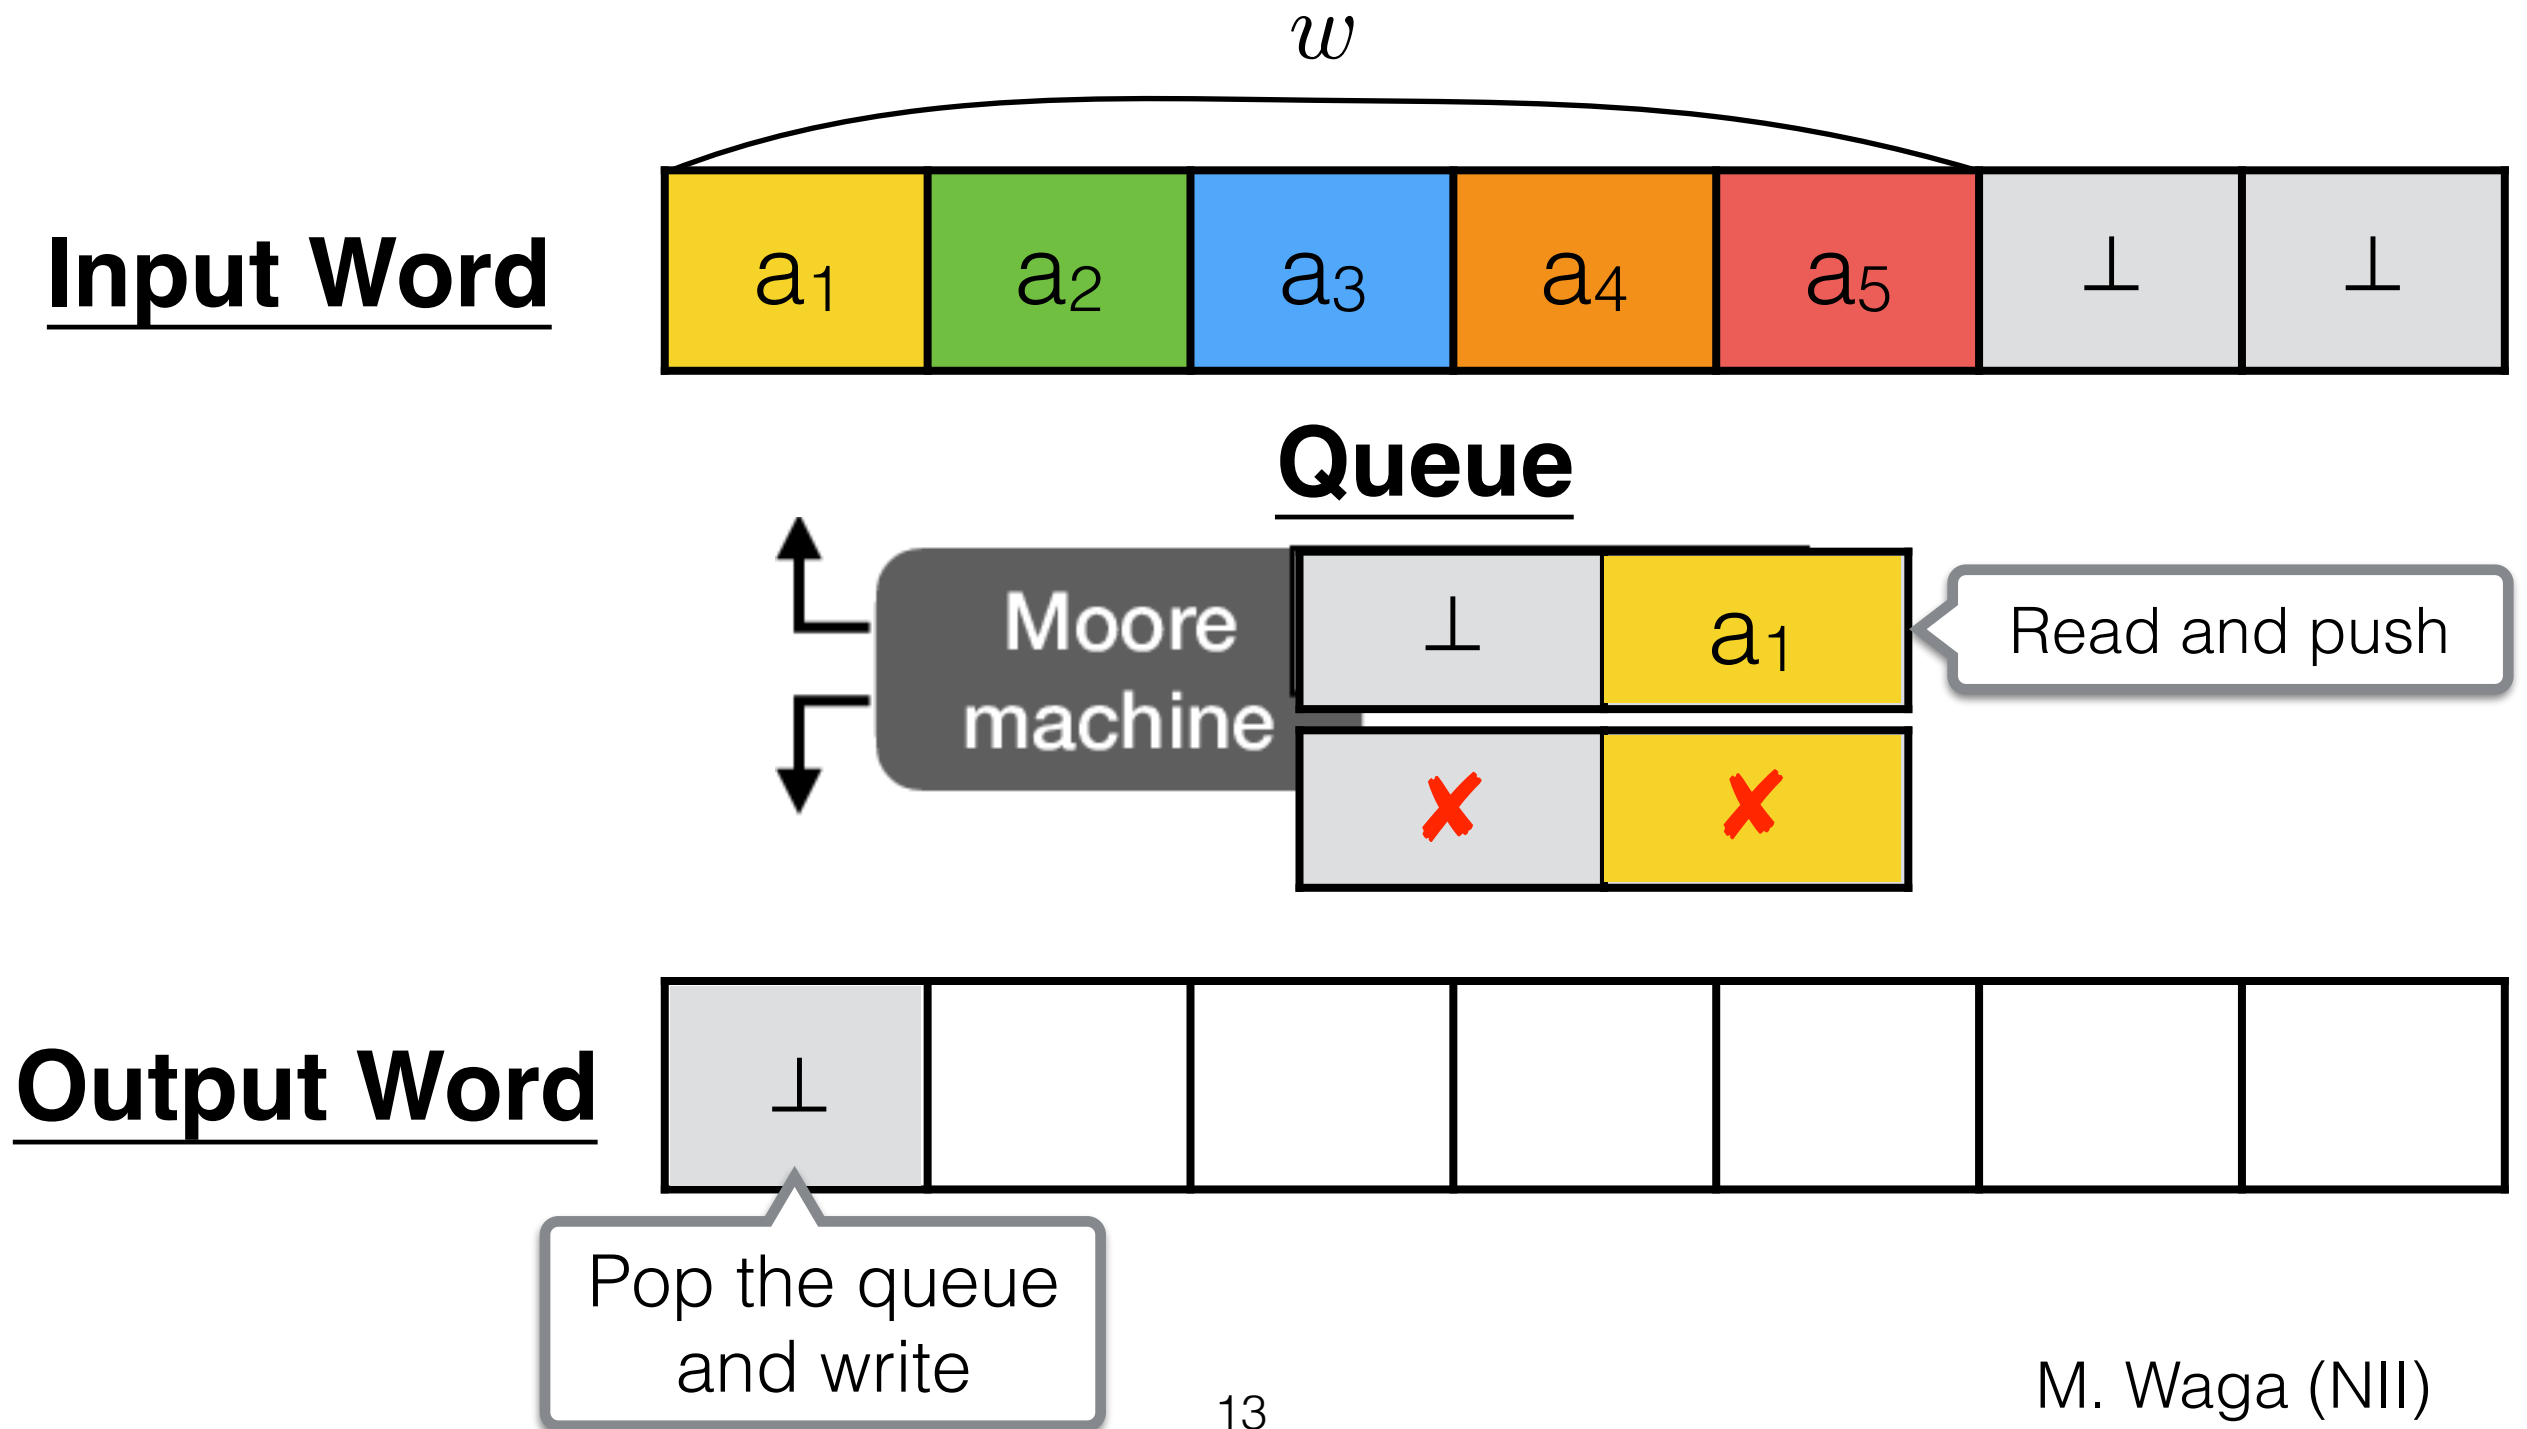 w
Input Word a1 a2 a3 a4 a5 ⊥ ⊥
Queue
Moore
machine
⊥ a1
Read and push
✘ ✘
Output Word ⊥
Pop the queue
and write
13
M. Waga (NII)